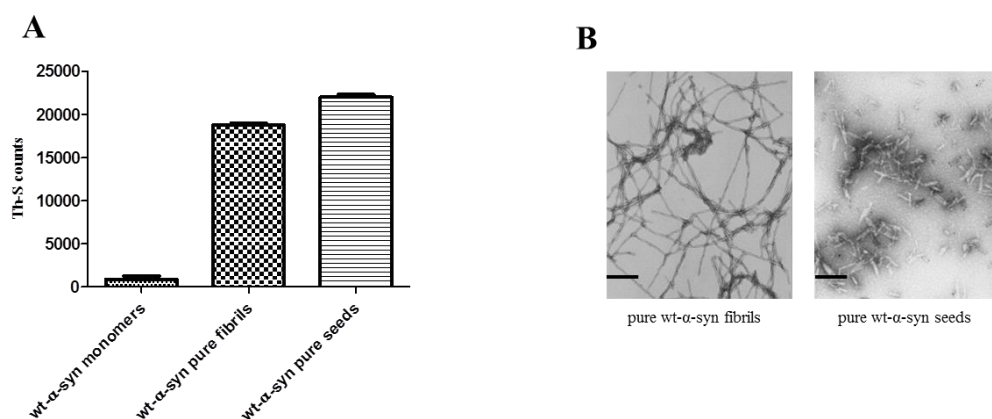 A
B
25000
20000
15000
10000
5000
0
Th-S counts
wt-α-syn monomers
wt-α-syn pure fibrils
wt-α-syn pure seeds
pure wt-α-syn fibrils
pure wt-α-syn seeds